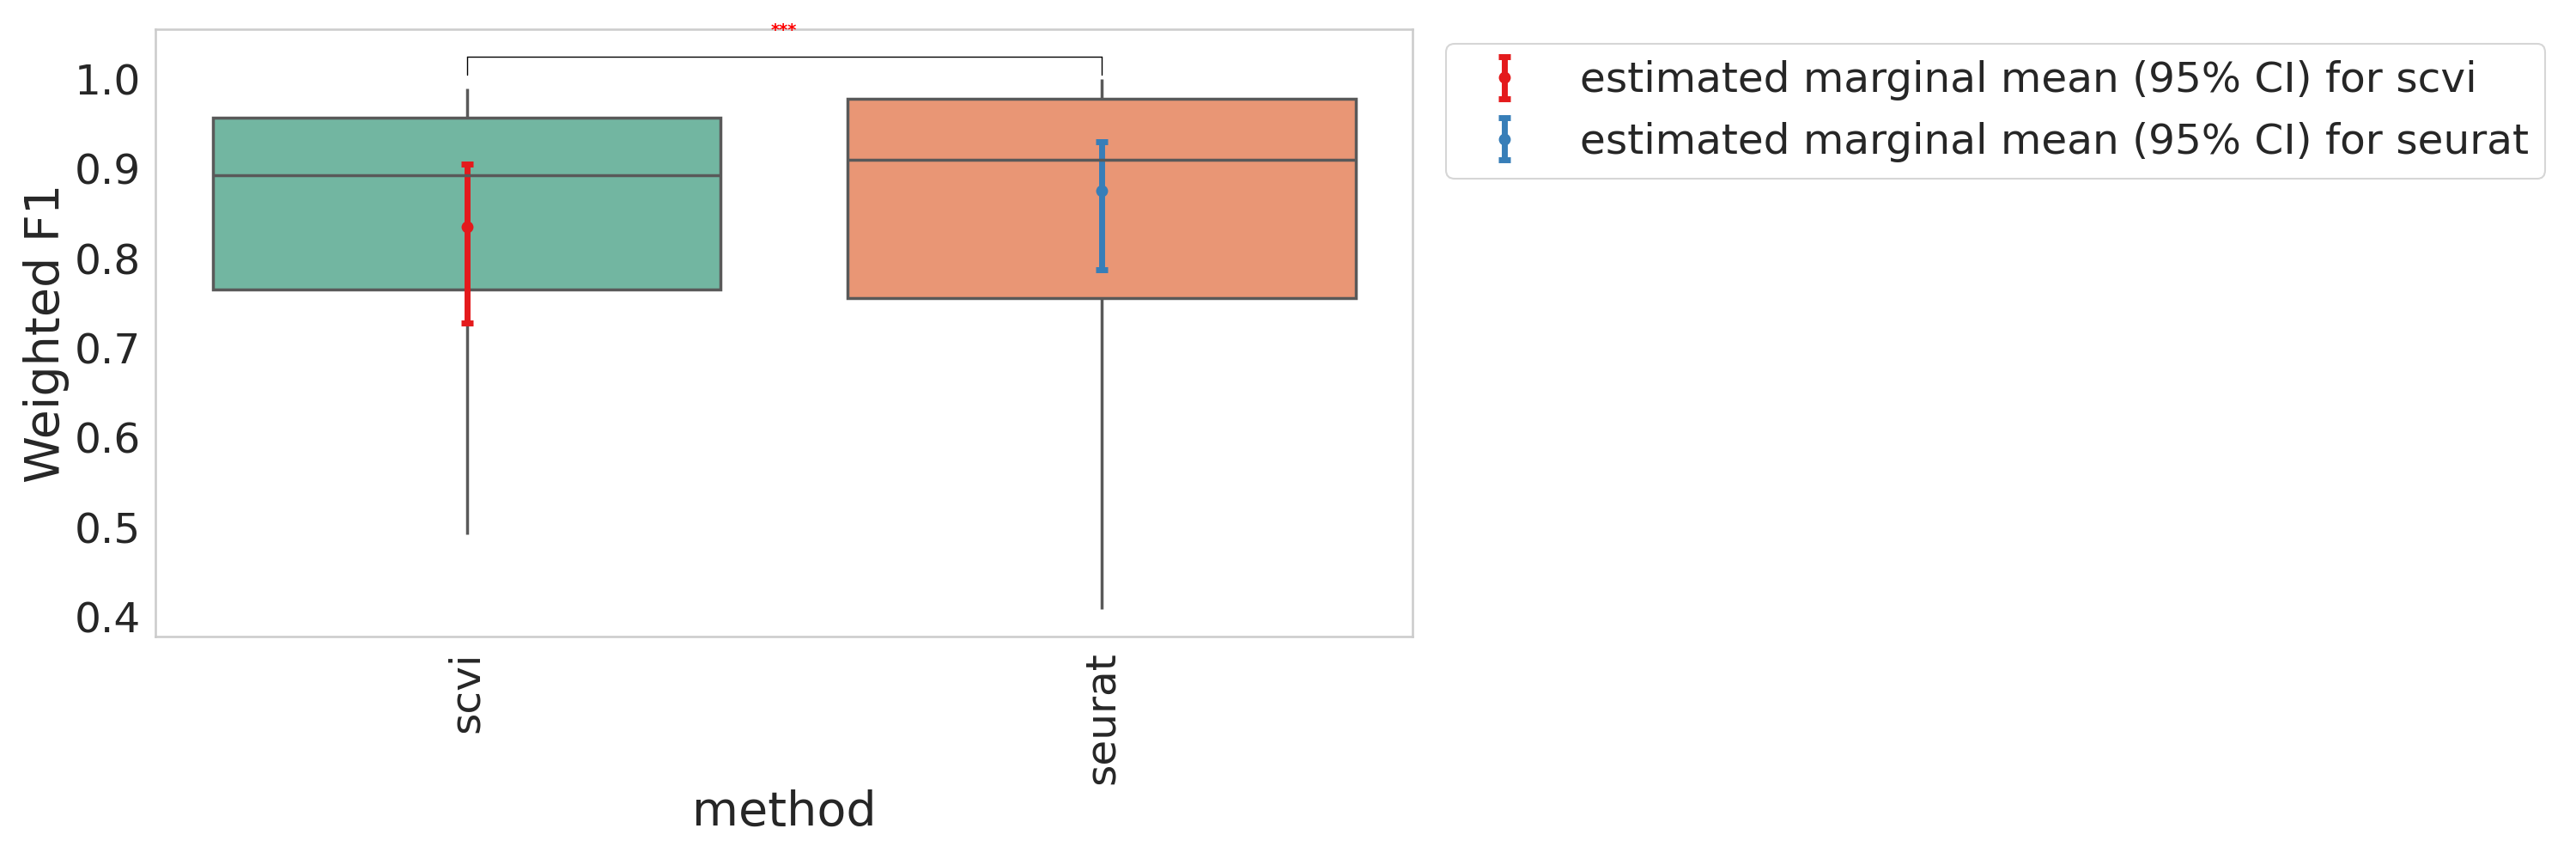 ***
1.0
0.9
0.8
0.7
0.6
0.5
0.4
Weighted F1
scvi
seurat
method
estimated marginal mean (95% CI) for scvi
estimated marginal mean (95% CI) for seurat